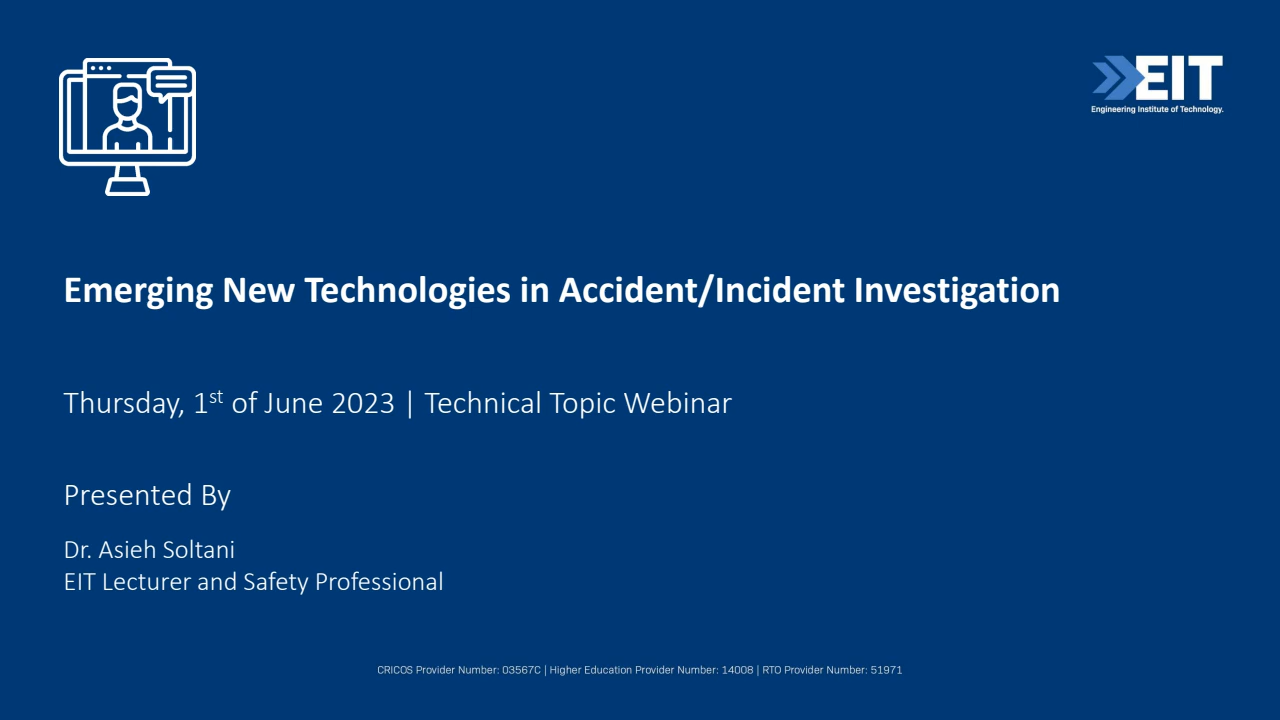 EIT
Engineering Institute of Technology.
Emerging New Technologies in Accident/Incident Investigation
Thursday, 1st of June 2023 | Technical Topic Webinar
Presented By
Dr. Asieh Soltani
EIT Lecturer and Safety Professional
CRICOS Provider Number: 03567C | Higher Education Provider Number: 14008 | RTO Provider Number: 51971